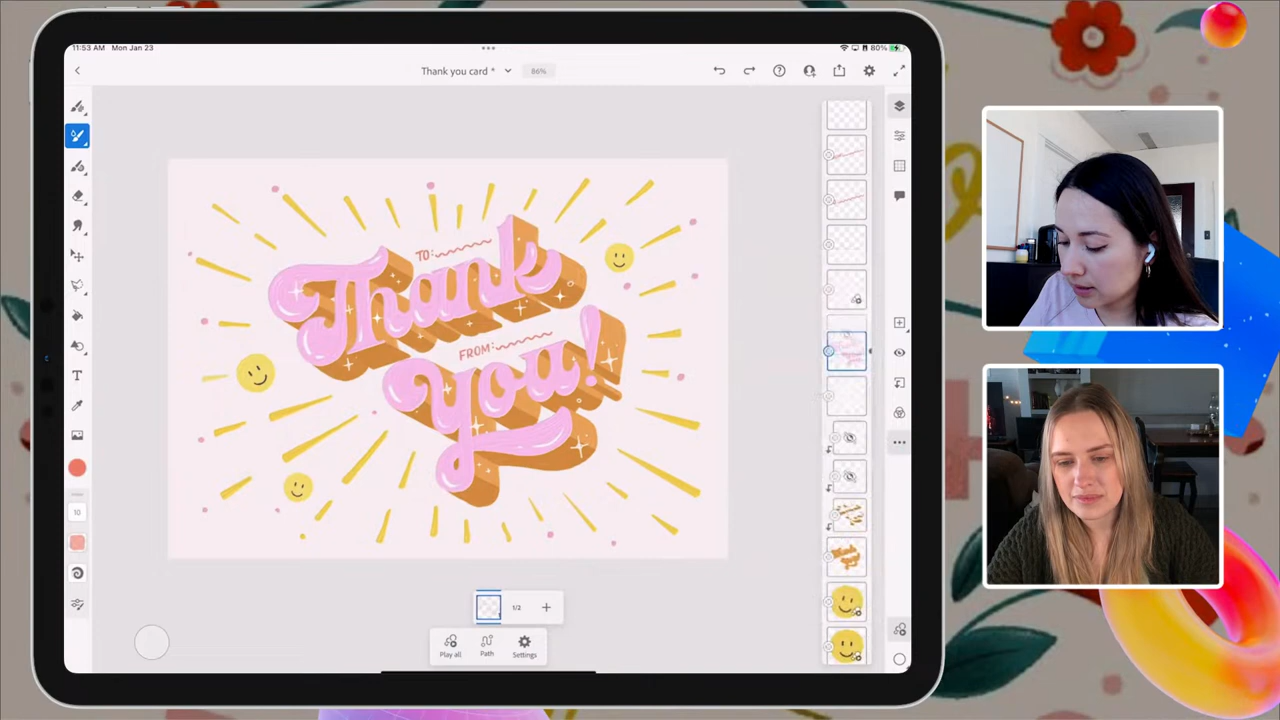 11:53 AM Mon Jan 23
80%
Thank you card *
86%
TO:
Thank
FROM:
You!
10
1/2
Play all
Path
Settings